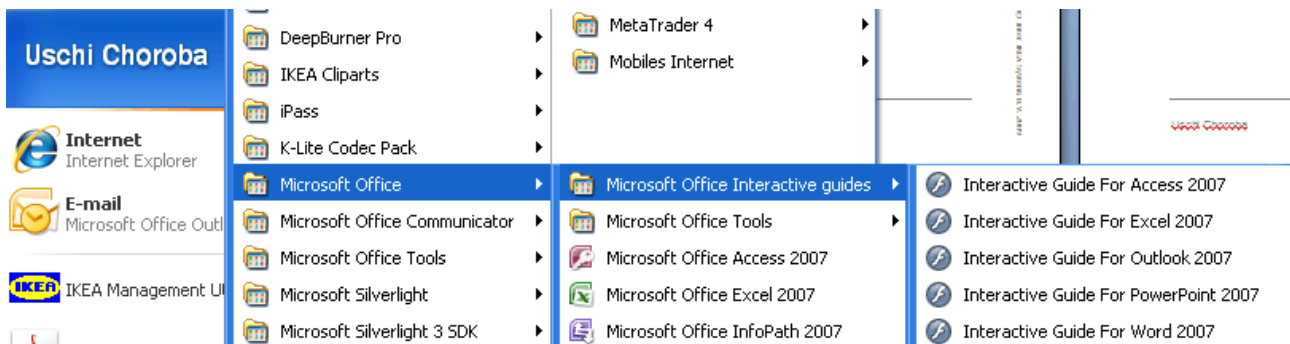 Uschi Choroba
Internet
Internet Explorer
E-mail
Microsoft Office Outl
IKEA
IKEA Management U
DeepBurner Pro
IKEA Cliparts
iPass
K-Lite Codec Pack
Microsoft Office
Microsoft Office Communicator
Microsoft Office Tools
Microsoft Silverlight
Microsoft Silverlight 3 SDK
MetaTrader 4
Mobiles Internet
Microsoft Office Interactive guides
Microsoft Office Tools
Microsoft Office Access 2007
Microsoft Office Excel 2007
Microsoft Office InfoPath 2007
Uschi Choroba
Interactive Guide For Access 2007
Interactive Guide For Excel 2007
Interactive Guide For Outlook 2007
Interactive Guide For PowerPoint 2007
Interactive Guide For Word 2007